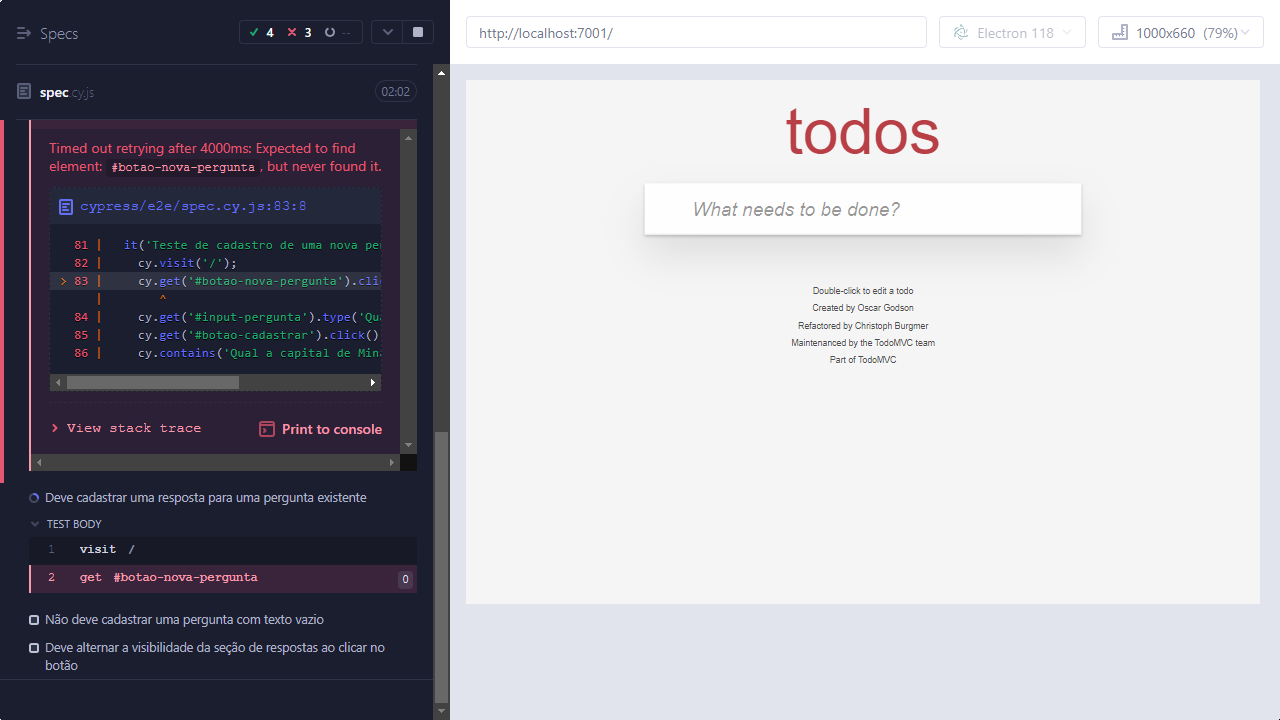 Specs
4
3
--
http://localhost:7001/
Electron 118
1000x660 (79%)
spec.cy.js
02:02
Timed out retrying after 4000ms: Expected to find
element: #botao-nova-pergunta, but never found it.
cypress/e2e/spec.cy.js:83:8
81 | it('Teste de cadastro de uma nova per
82 | cy.visit('/');
> 83 | cy.get('#botao-nova-pergunta').clic
| ^
84 | cy.get('#input-pergunta').type('Qua
85 | cy.get('#botao-cadastrar').click()
86 | cy.contains('Qual a capital de Mina
> View stack trace
Print to console
Deve cadastrar uma resposta para uma pergunta existente
TEST BODY
1 visit /
2 get #botao-nova-pergunta 0
Não deve cadastrar uma pergunta com texto vazio
Deve alternar a visibilidade da seção de respostas ao clicar no
botão
todos
What needs to be done?
Double-click to edit a todo
Created by Oscar Godson
Refactored by Christoph Burgmer
Maintenanced by the TodoMVC team
Part of TodoMVC